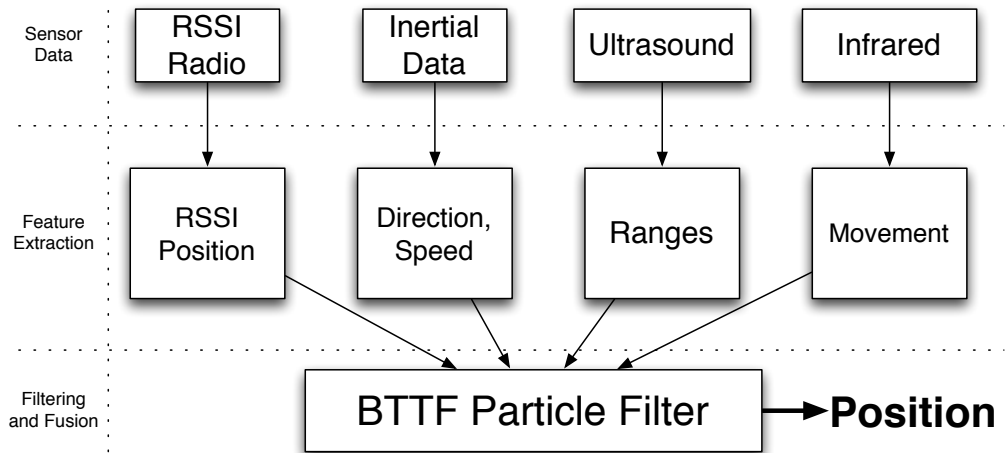 Sensor
Data
RSSI
Radio
Inertial
Data
Ultrasound
Infrared
Feature
Extraction
RSSI
Position
Direction,
Speed
Ranges
Movement
Filtering
and Fusion
BTTF Particle Filter
Position